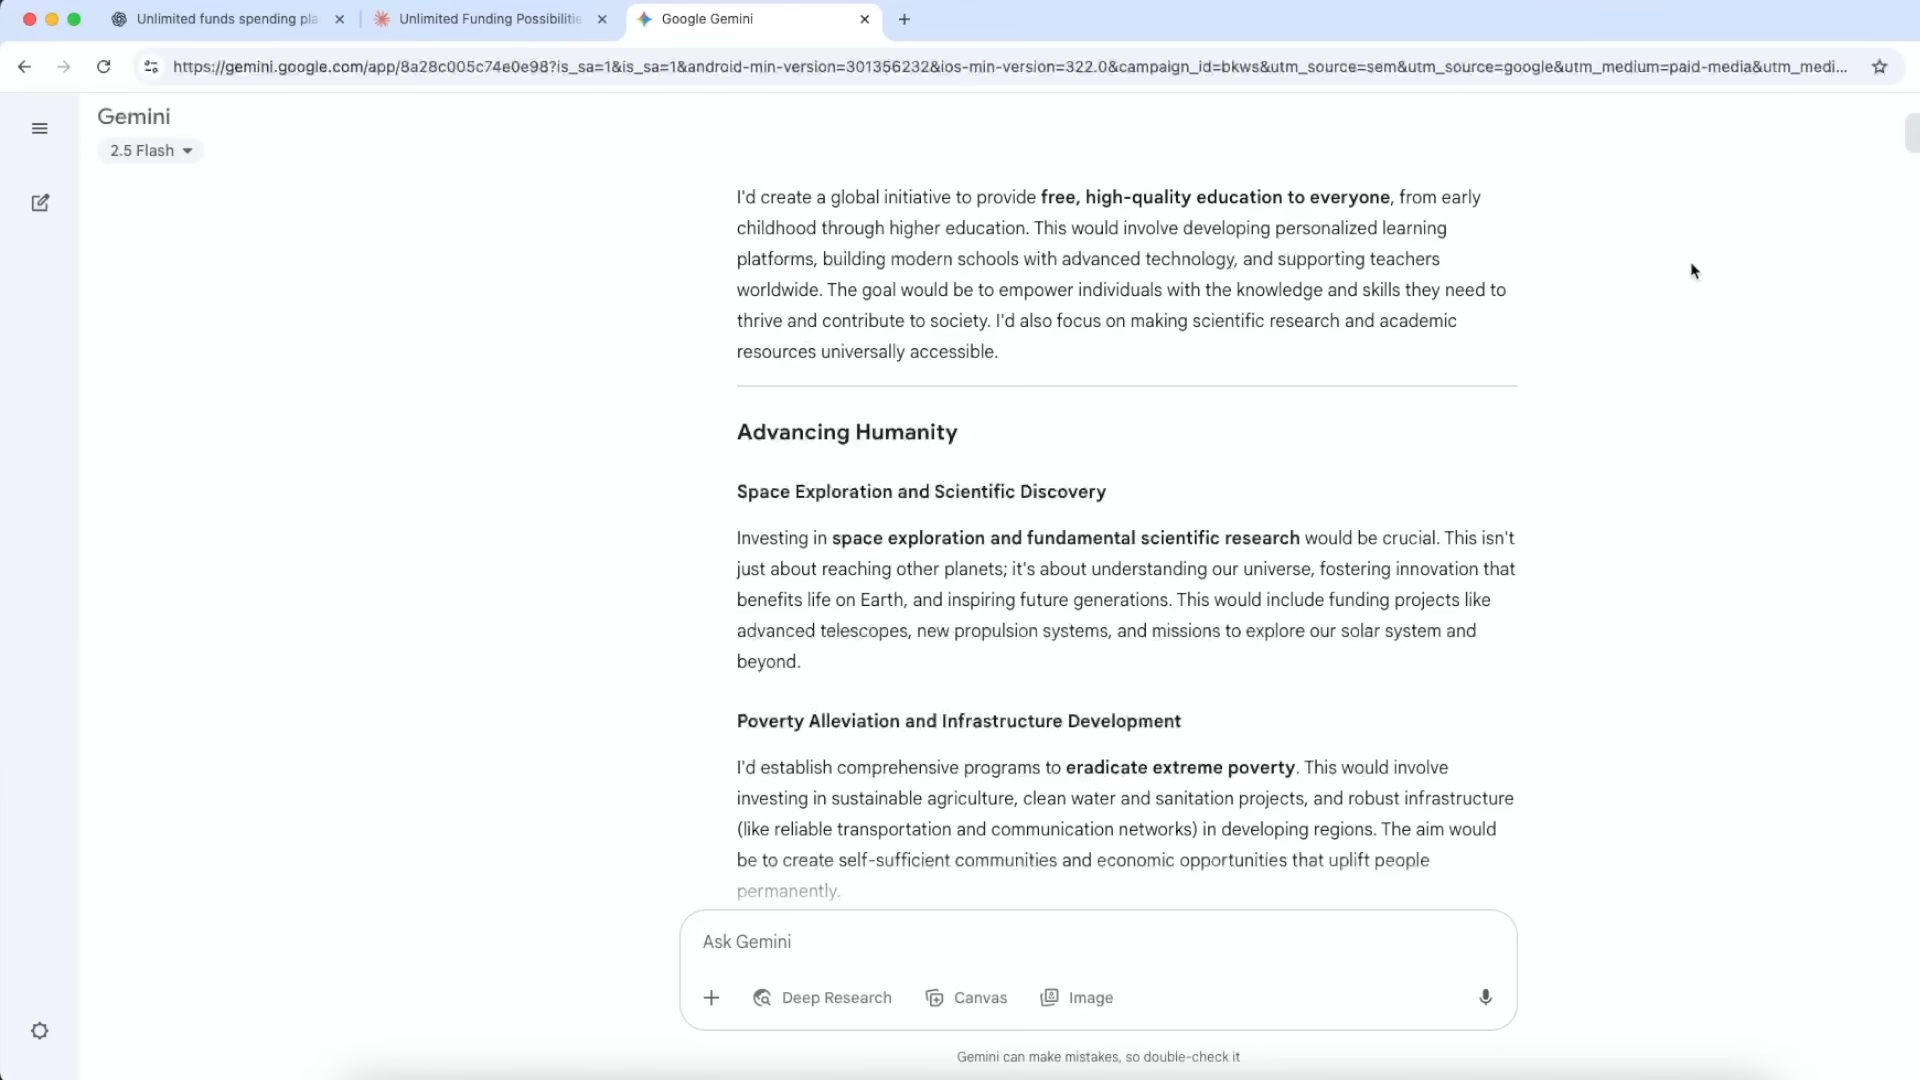 Unlimited funds spending pla
Unlimited Funding Possibilitie
Google Gemini
https://gemini.google.com/app/8a28c005c74e0e98?is_sa=1&is_sa=1&android-min-version=301356232&ios-min-version=322.0&campaign_id=bkws&utm_source=sem&utm_source=google&utm_medium=paid-media&utm_medi...
Gemini
2.5 Flash
I'd create a global initiative to provide free, high-quality education to everyone, from early
childhood through higher education. This would involve developing personalized learning
platforms, building modern schools with advanced technology, and supporting teachers
worldwide. The goal would be to empower individuals with the knowledge and skills they need to
thrive and contribute to society. I'd also focus on making scientific research and academic
resources universally accessible.
Advancing Humanity
Space Exploration and Scientific Discovery
Investing in space exploration and fundamental scientific research would be crucial. This isn't
just about reaching other planets; it's about understanding our universe, fostering innovation that
benefits life on Earth, and inspiring future generations. This would include funding projects like
advanced telescopes, new propulsion systems, and missions to explore our solar system and
beyond.
Poverty Alleviation and Infrastructure Development
I'd establish comprehensive programs to eradicate extreme poverty. This would involve
investing in sustainable agriculture, clean water and sanitation projects, and robust infrastructure
(like reliable transportation and communication networks) in developing regions. The aim would
be to create self-sufficient communities and economic opportunities that uplift people
permanently.
Ask Gemini
Deep Research
Canvas
Image
Gemini can make mistakes, so double-check it